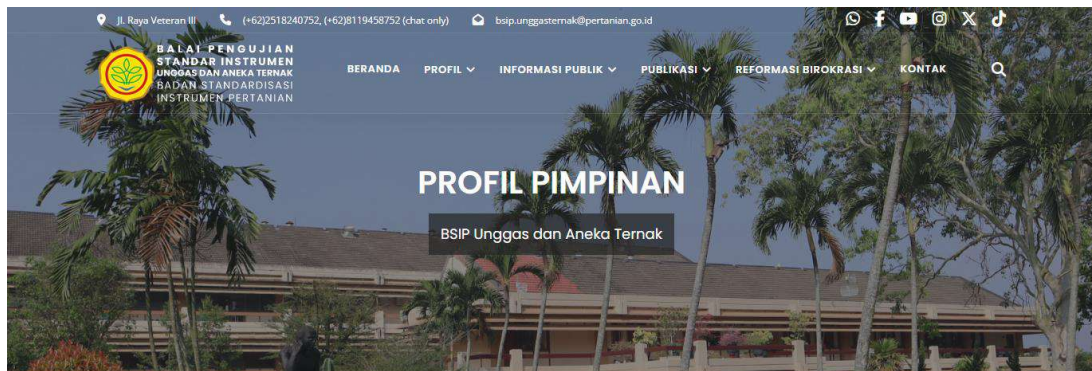 Jl. Raya Veteran III (+62)2518240752, (+62)8119458752 (chat only) bsip.unggasternak@pertanian.go.id
BALAI PENGUJIAN
STANDAR INSTRUMEN
UNGGAS DAN ANEKA TERNAK
BADAN STANDARDISASI
INSTRUMEN PERTANIAN
BERANDA PROFIL INFORMASI PUBLIK PUBLIKASI REFORMASI BIROKRASI KONTAK
PROFIL PIMPINAN
BSIP Unggas dan Aneka Ternak